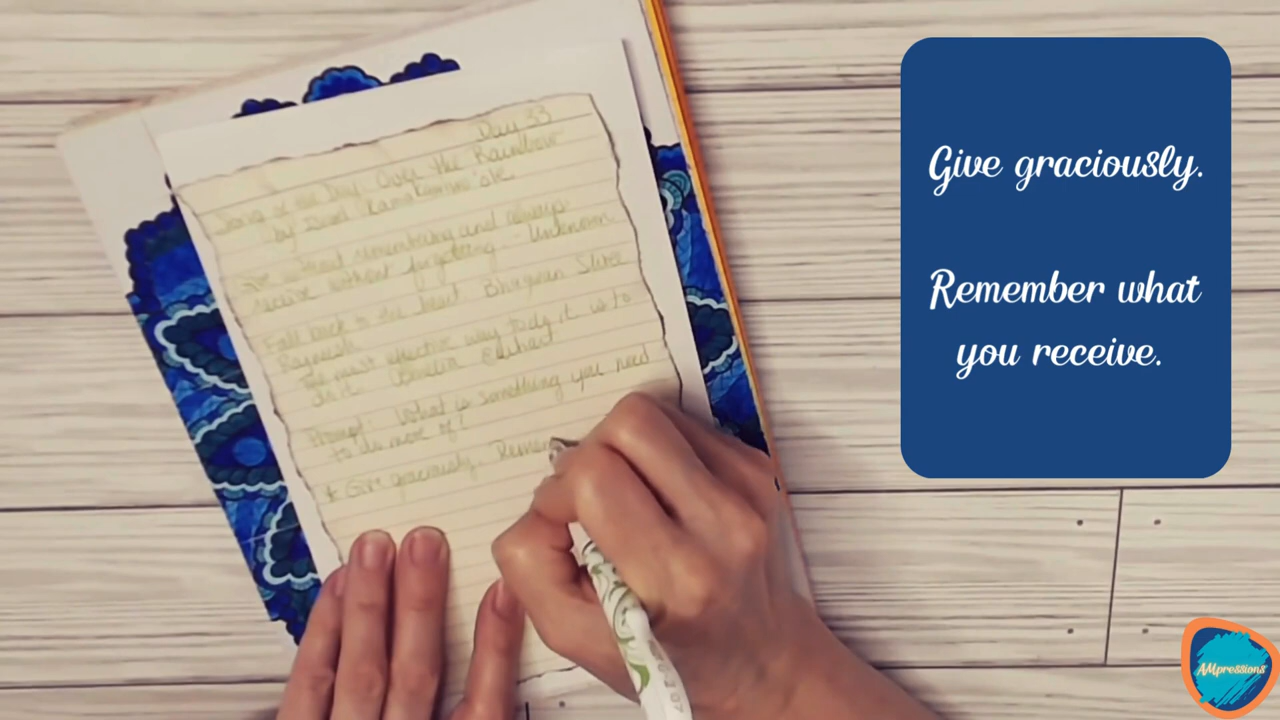 Day 33
Song of the Day: Over the Rainbow
by Israel Kamakawiwo'ole
Give without remembering and always
receive without forgetting - Unknown
Fall back to the heart Bhagwan Shree
Rajneesh
The most effective way to do it is to
do it. Amelia Earhart
Prompt: What is something you need
to do more of?
* Give graciously. Remem
Give graciously.
Remember what
you receive.
AMpressions